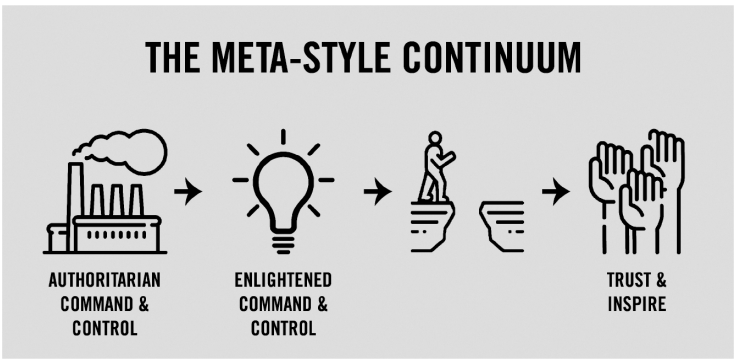 THE META-STYLE CONTINUUM
AUTHORITARIAN
COMMAND &
CONTROL
ENLIGHTENED
COMMAND &
CONTROL
TRUST &
INSPIRE